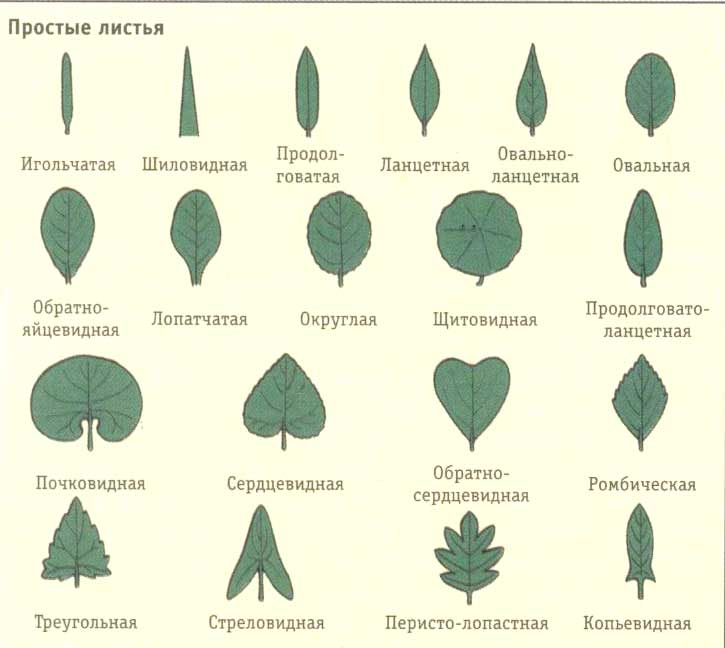 Простые листья
Игольчатая
Шиловидная
Продол-
говатая
Ланцетная
Овально-
ланцетная
Овальная
Обратно-
яйцевидная
Лопатчатая
Округлая
Щитовидная
Продолговато-
ланцетная
Почковидная
Сердцевидная
Обратно-
сердцевидная
Ромбическая
Треугольная
Стреловидная
Перисто-лопастная
Копьевидная